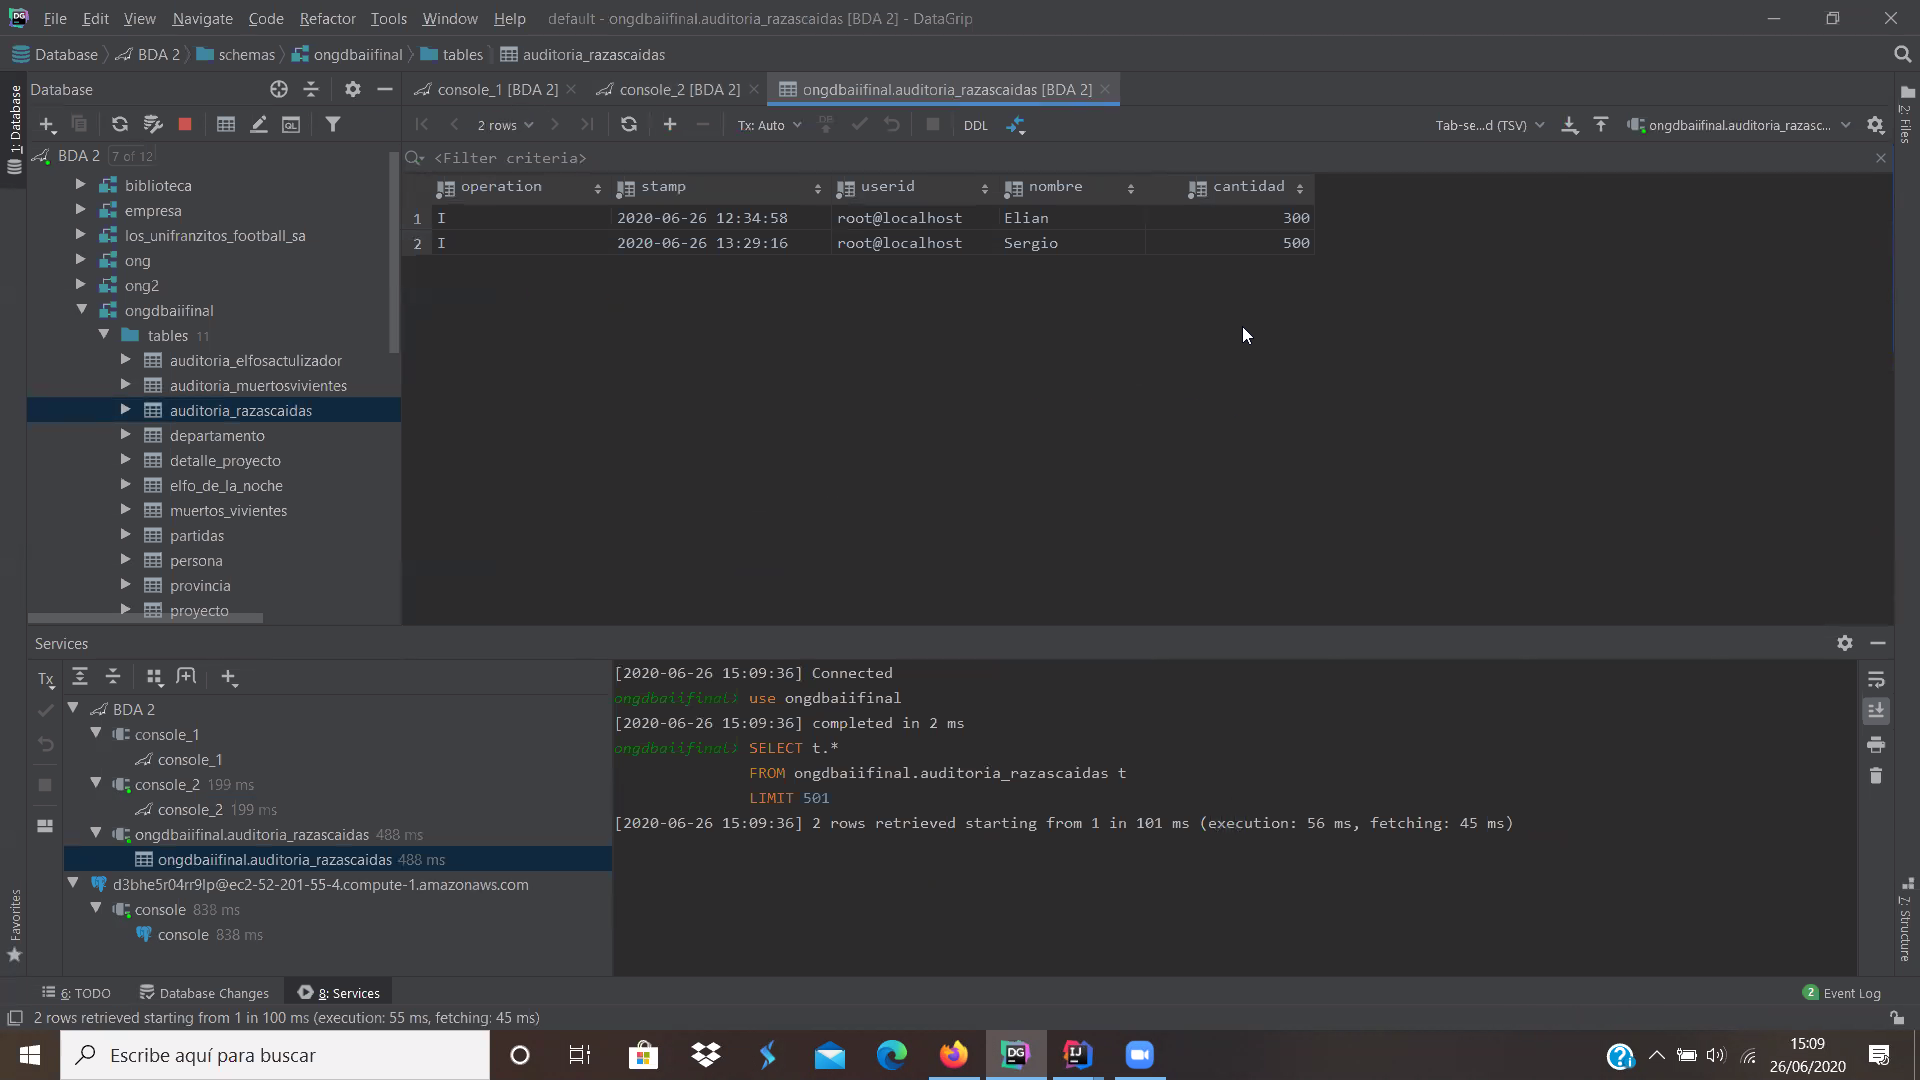 File Edit View Navigate Code Refactor Tools Window Help default - ongdbaiifinal.auditoria_razascaidas [BDA 2] - DataGrip
Database BDA 2 schemas ongdbaiifinal tables auditoria_razascaidas
1: Database
Database
console_1 [BDA 2] console_2 [BDA 2] ongdbaiifinal.auditoria_razascaidas [BDA 2]
2 rows Tx: Auto DDL Tab-se...d (TSV) ongdbaiifinal.auditoria_razasc...
2: Files
BDA 2 7 of 12
<Filter criteria>
biblioteca
empresa
los_unifranzitos_football_sa
ong
ong2
ongdbaiifinal
tables 11
auditoria_elfosactulizador
auditoria_muertosvivientes
auditoria_razascaidas
departamento
detalle_proyecto
elfo_de_la_noche
muertos_vivientes
partidas
persona
provincia
proyecto
operation stamp userid nombre cantidad
1 I 2020-06-26 12:34:58 root@localhost Elian 300
2 I 2020-06-26 13:29:16 root@localhost Sergio 500
Services
Tx
BDA 2
console_1
console_1
console_2 199 ms
console_2 199 ms
ongdbaiifinal.auditoria_razascaidas 488 ms
ongdbaiifinal.auditoria_razascaidas 488 ms
d3bhe5r04rr9lp@ec2-52-201-55-4.compute-1.amazonaws.com
console 838 ms
console 838 ms
[2020-06-26 15:09:36] Connected
ongdbaiifinal> use ongdbaiifinal
[2020-06-26 15:09:36] completed in 2 ms
ongdbaiifinal> SELECT t.*
FROM ongdbaiifinal.auditoria_razascaidas t
LIMIT 501
[2020-06-26 15:09:36] 2 rows retrieved starting from 1 in 101 ms (execution: 56 ms, fetching: 45 ms)
Favorites
7: Structure
6: TODO Database Changes 8: Services 2 Event Log
2 rows retrieved starting from 1 in 100 ms (execution: 55 ms, fetching: 45 ms)
Escribe aquí para buscar
DG
IJ
15:09
26/06/2020